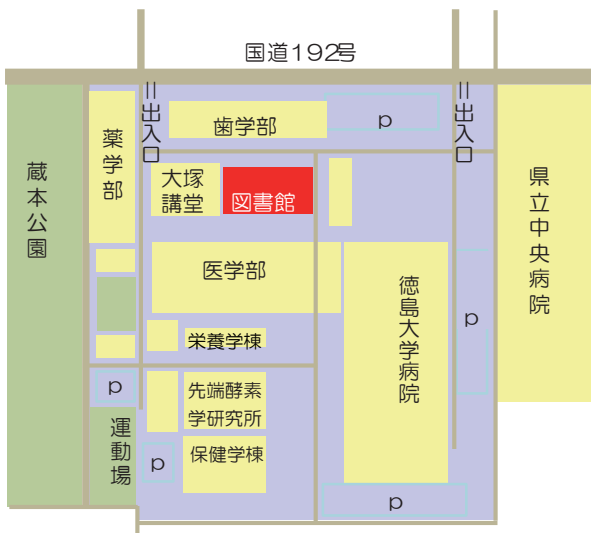 国道192号
=出入口
=出入口
歯学部
p
薬学部
蔵本公園
大塚
講堂
図書館
県立中央病院
医学部
徳島大学病院
p
栄養学棟
p
先端酵素
学研究所
運動場
p
保健学棟
p